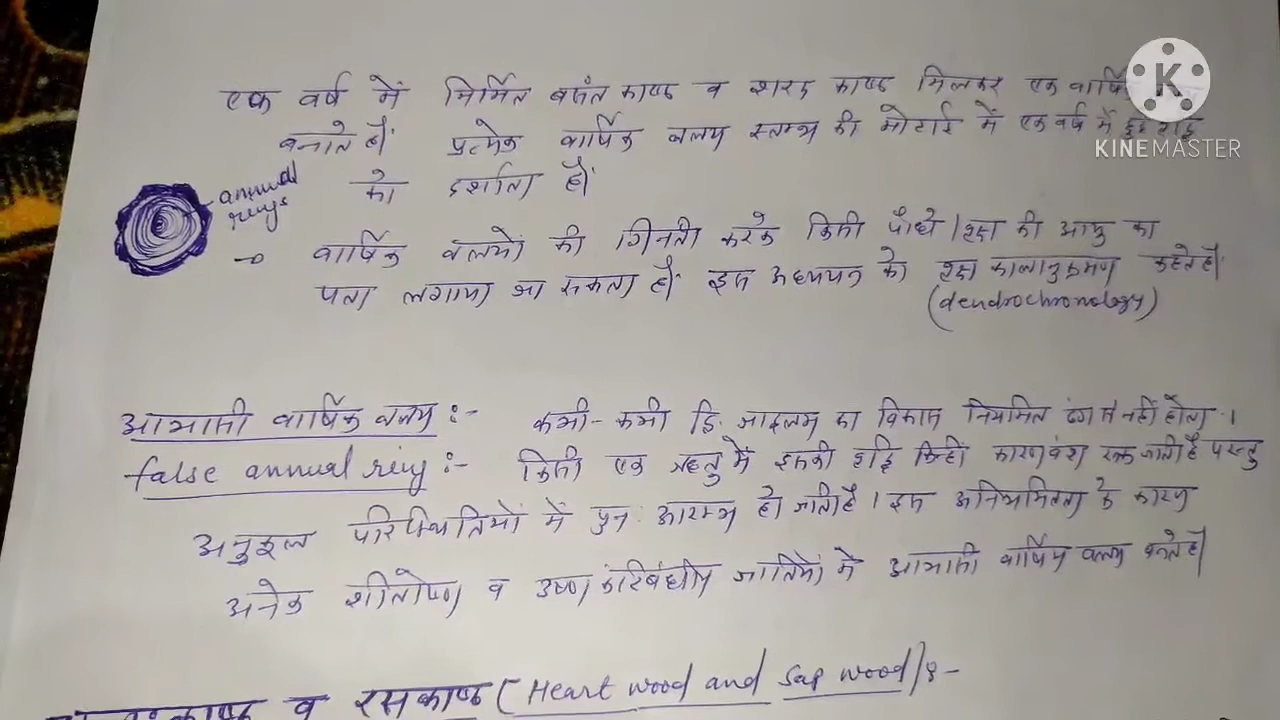 एक वर्ष में निर्मित बसंत काष्ठ व शरद काष्ठ मिलकर एक वार्षि
बनाते हैं। प्रत्येक वार्षिक वलय स्तम्भ की मोटाई में एक वर्ष में हुई
को दर्शाता है।
annual
ring
वार्षिक वलयों की गिनती करके किसी पौधे / वृक्ष की आयु का
पता लगाया जा सकता है। इस अध्ययन को वृक्ष कालानुक्रमण कहते हैं।
(dendrochronology)
आभासी वार्षिक वलय :- कभी-कभी द्वि. जाइलम का विकास नियमित ढंग से नहीं होता।
false annual ring :- किसी एक ऋतु में इसकी वृद्धि किन्हीं कारणवश रूक जाती है परन्तु
अनुकूल परिस्थितियों में पुनः आरम्भ हो जाती है। इस अनियमितता के कारण
अनेक शीतोष्ण व उष्ण कटिबंधीय जातियों में आभासी वार्षिक वलय बनते हैं।
व रसकाष्ठ (Heart wood and Sap wood) :-
K
KINEMASTER